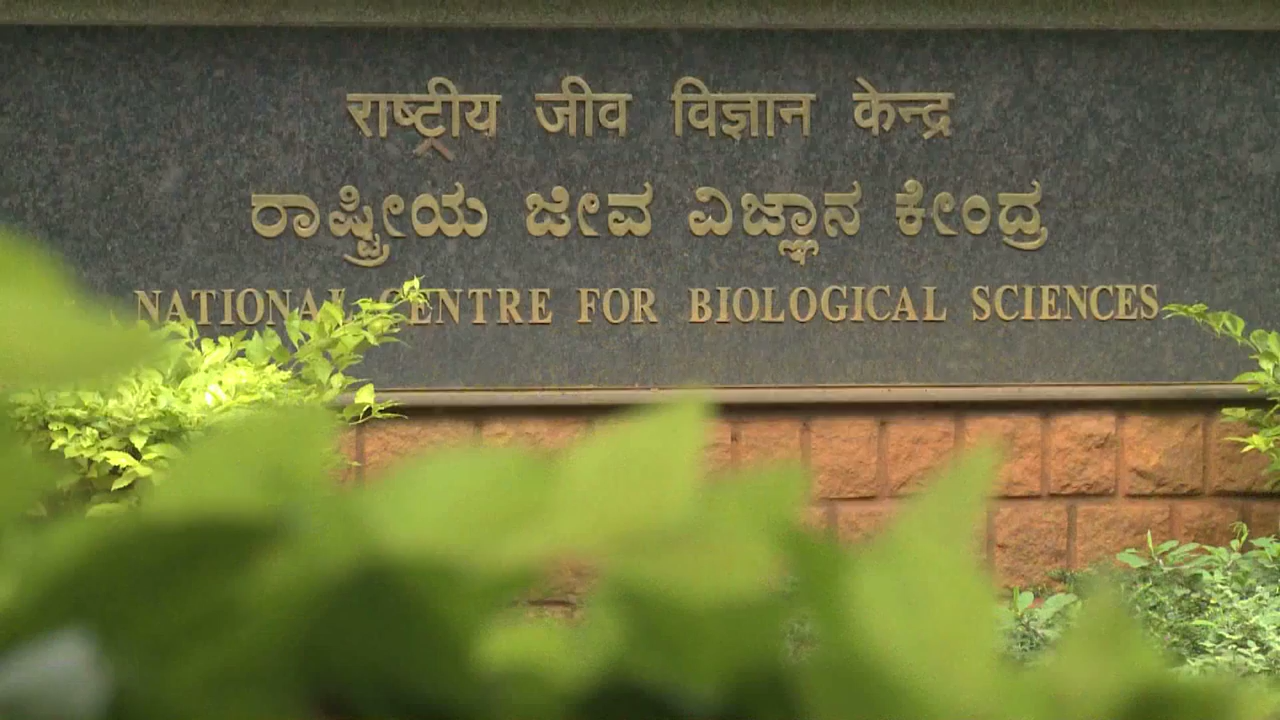 राष्ट्रीय जीव विज्ञान केन्द्र
ರಾಷ್ಟ್ರೀಯ ಜೀವ ವಿಜ್ಞಾನ ಕೇಂದ್ರ
NATIONAL CENTRE FOR BIOLOGICAL SCIENCES